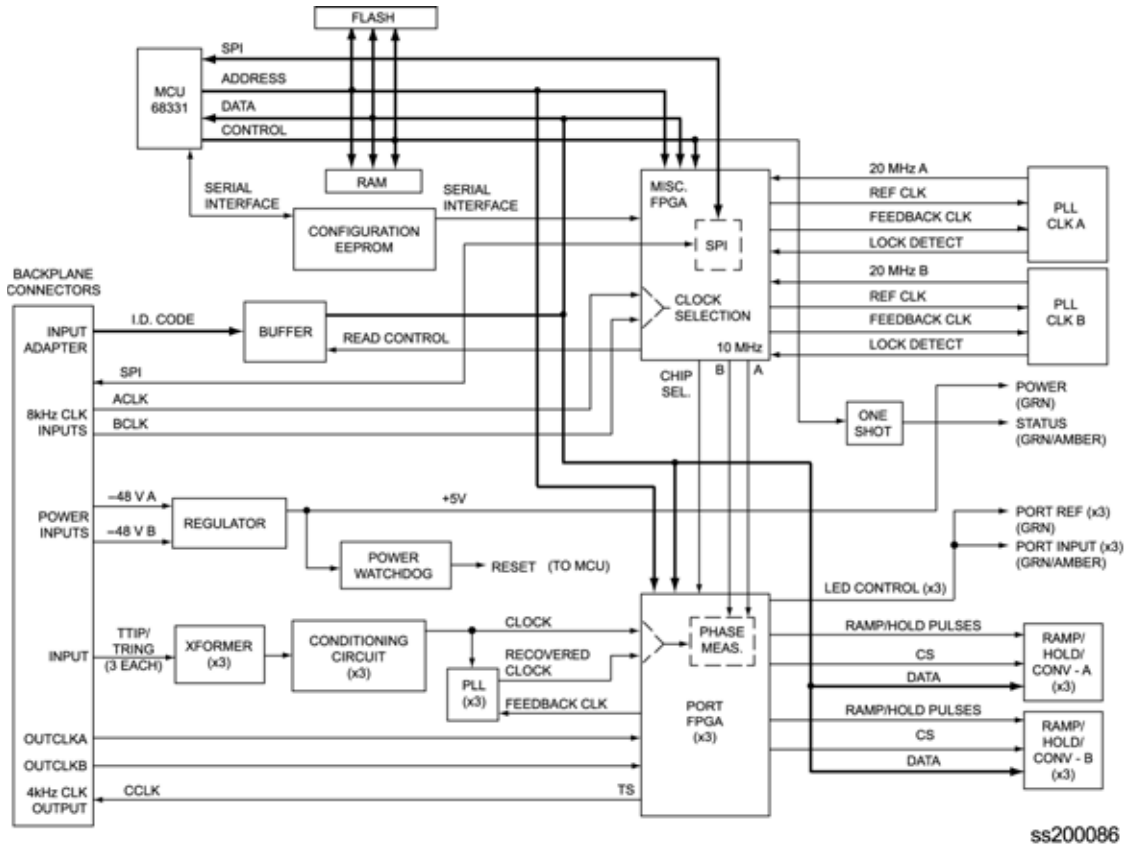 FLASH
SPI
MCU
68331
ADDRESS
DATA
CONTROL
RAM
SERIAL
INTERFACE
SERIAL
INTERFACE
CONFIGURATION
EEPROM
MISC.
FPGA
SPI
CLOCK
SELECTION
10 MHz
B
A
20 MHz A
REF CLK
FEEDBACK CLK
LOCK DETECT
PLL
CLK A
20 MHz B
REF CLK
FEEDBACK CLK
LOCK DETECT
PLL
CLK B
BACKPLANE
CONNECTORS
INPUT
ADAPTER
I.D. CODE
BUFFER
READ CONTROL
SPI
8kHz CLK
INPUTS
ACLK
BCLK
CHIP
SEL.
ONE
SHOT
POWER
(GRN)
STATUS
(GRN/AMBER)
POWER
INPUTS
–48 V A
–48 V B
REGULATOR
+5V
POWER
WATCHDOG
RESET (TO MCU)
PORT REF (x3)
(GRN)
PORT INPUT (x3)
(GRN/AMBER)
LED CONTROL (x3)
INPUT
TTIP/
TRING
(3 EACH)
XFORMER
(x3)
CONDITIONING
CIRCUIT
(x3)
CLOCK
RECOVERED
CLOCK
PLL
(x3)
FEEDBACK CLK
PHASE
MEAS.
PORT
FPGA
(x3)
RAMP/HOLD PULSES
CS
DATA
RAMP/
HOLD/
CONV - A
(x3)
RAMP/HOLD PULSES
CS
DATA
RAMP/
HOLD/
CONV - B
(x3)
OUTCLKA
OUTCLKB
4kHz CLK
OUTPUT
CCLK
TS
ss200086